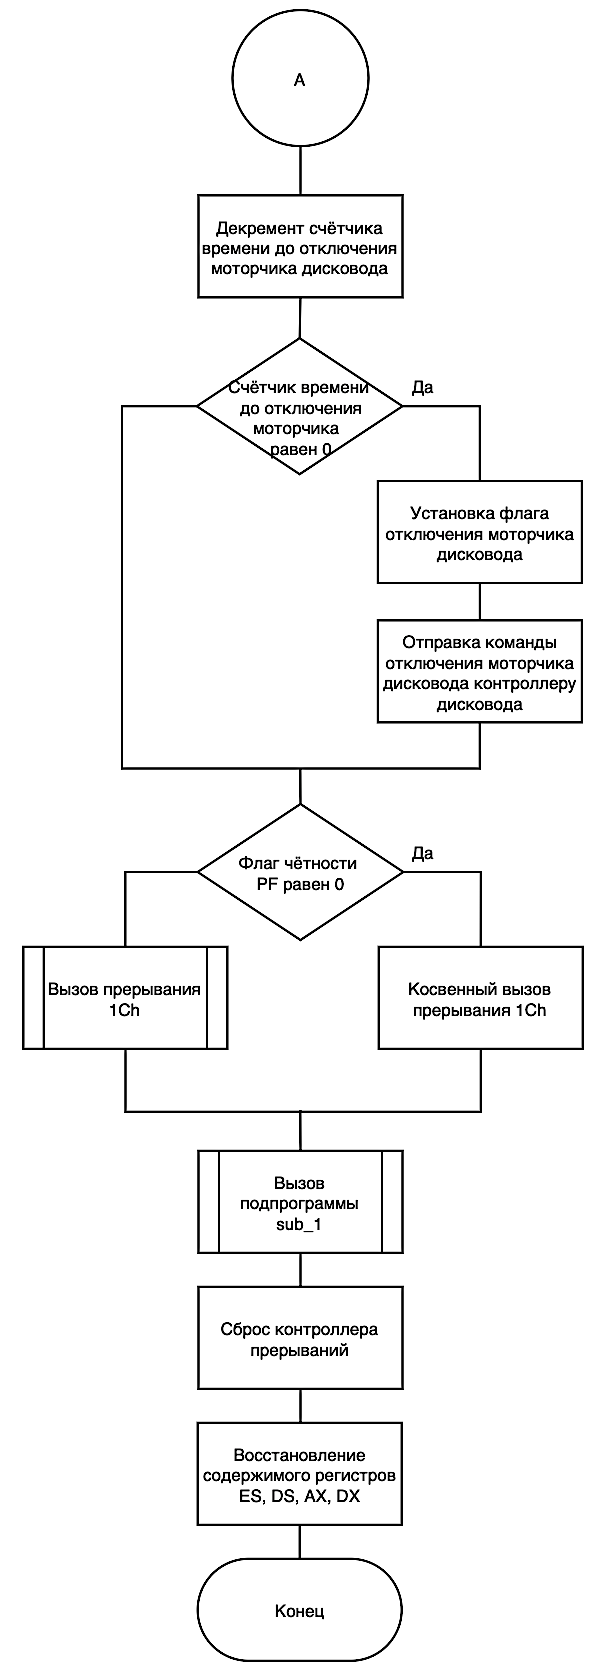 A
Декремент счётчика
времени до отключения
моторчика дисковода
Счётчик времени
до отключения
моторчика
равен 0
Да
Установка флага
отключения моторчика
дисковода
Отправка команды
отключения моторчика
дисковода контроллеру
дисковода
Флаг чётности
PF равен 0
Да
Вызов прерывания
1Ch
Косвенный вызов
прерывания 1Ch
Вызов
подпрограммы
sub_1
Сброс контроллера
прерываний
Восстановление
содержимого регистров
ES, DS, AX, DX
Конец